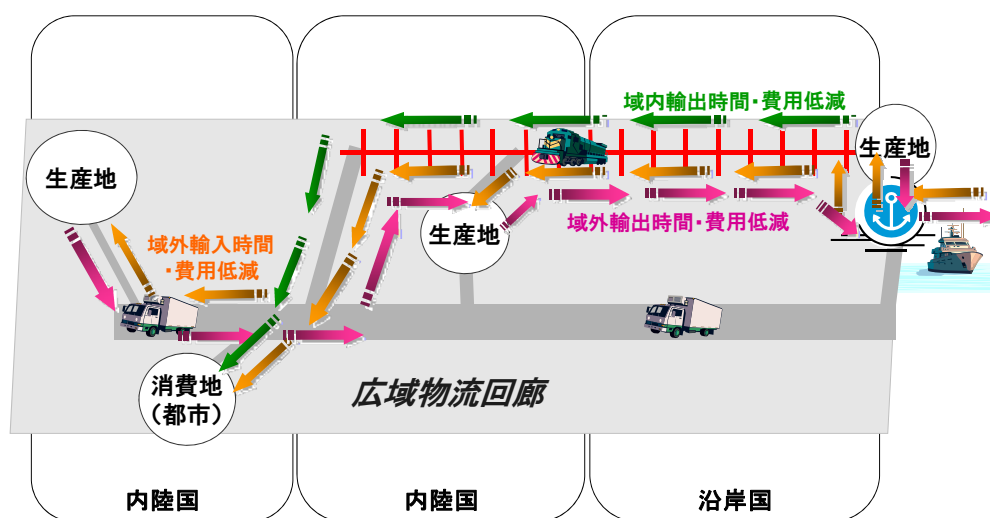 域内輸出時間・費用低減
生産地
生産地
域外輸出時間・費用低減
生産地
域外輸入時間
・費用低減
消費地
（都市）
広域物流回廊
内陸国
内陸国
沿岸国